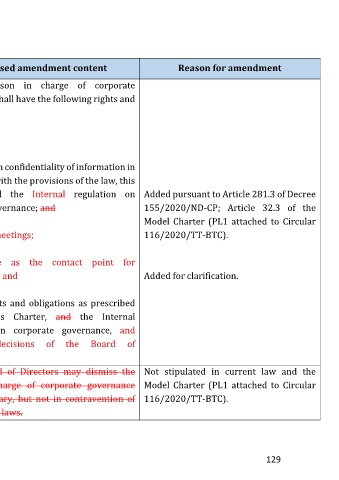 sed amendment content
Reason for amendment
son in charge of corporate
hall have the following rights and
n confidentiality of information in
with the provisions of the law, this
d the Internal regulation on
vernance; and
meetings;
e as the contact point for
and
ts and obligations as prescribed
s Charter, and the Internal
n corporate governance, and
decisions of the Board of
Added pursuant to Article 281.3 of Decree
155/2020/ND-CP; Article 32.3 of the
Model Charter (PL1 attached to Circular
116/2020/TT-BTC).
Added for clarification.
d of Directors may dismiss the
harge of corporate governance
ary, but not in contravention of
laws.
Not stipulated in current law and the
Model Charter (PL1 attached to Circular
116/2020/TT-BTC).
129